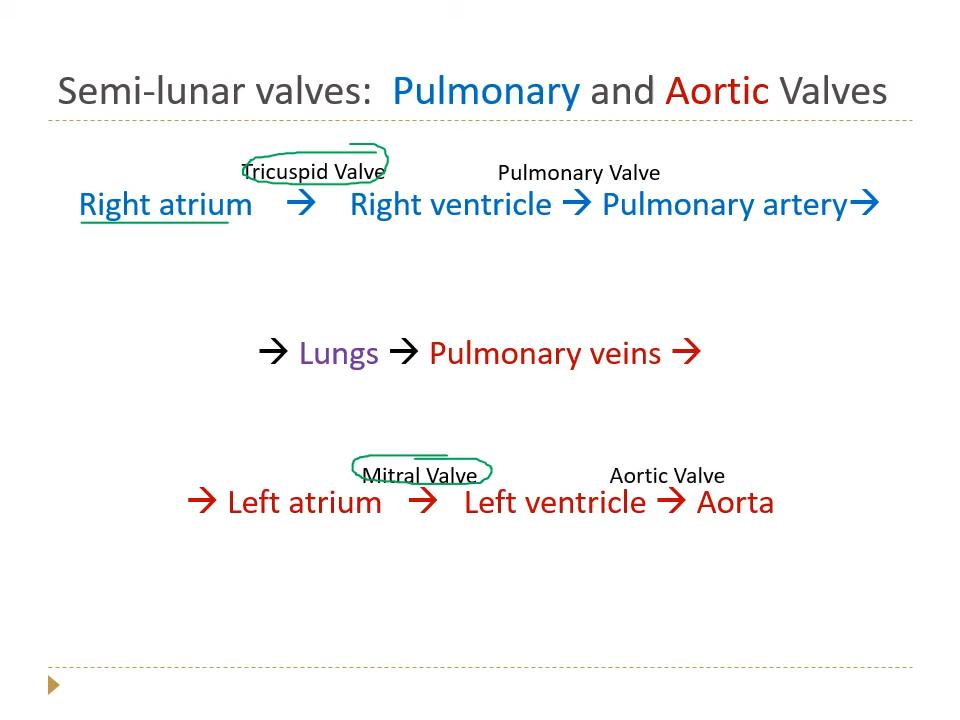 Semi-lunar valves: Pulmonary and Aortic Valves
Tricuspid Valve Pulmonary Valve
Right atrium → Right ventricle → Pulmonary artery→
→ Lungs → Pulmonary veins →
Mitral Valve Aortic Valve
→ Left atrium → Left ventricle → Aorta